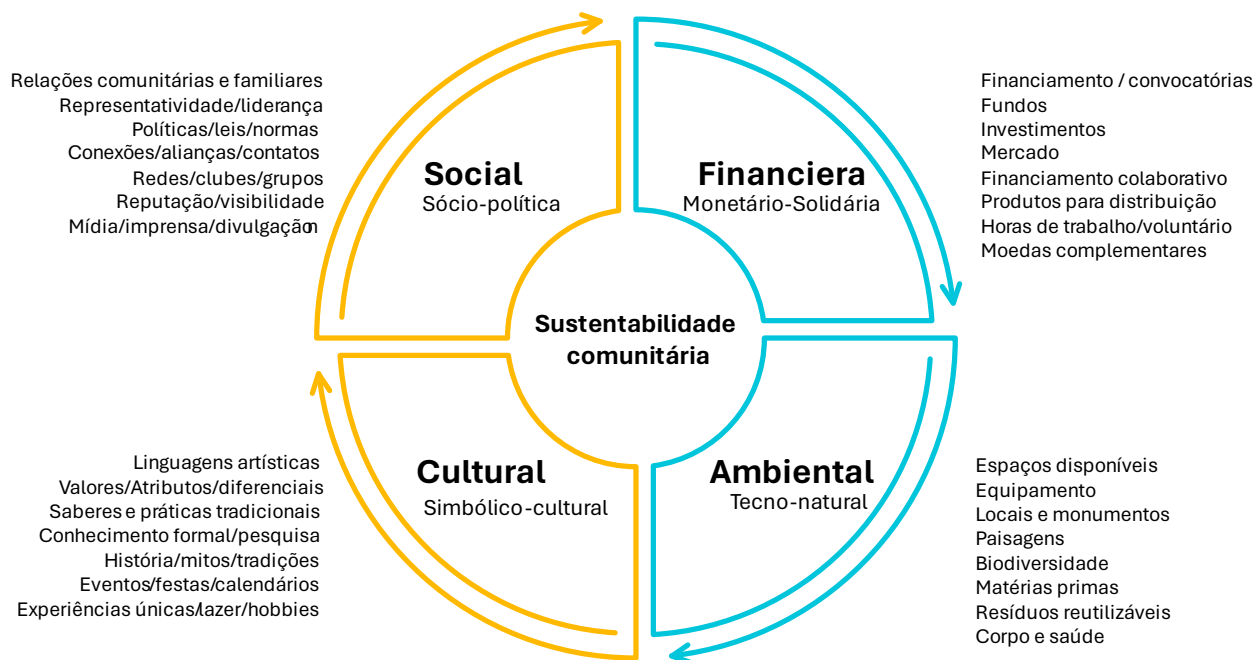 Relações comunitárias e familiares
Representatividade/liderança
Políticas/leis/normas
Conexões/alianças/contatos
Redes/clubes/grupos
Reputação/visibilidade
Mídia/imprensa/divulgação
Social
Sócio-política
Financiera
Monetário-Solidária
Financiamento / convocatórias
Fundos
Investimentos
Mercado
Financiamento colaborativo
Produtos para distribuição
Horas de trabalho/voluntário
Moedas complementares
Sustentabilidade
comunitária
Linguagens artísticas
Valores/Atributos/diferenciais
Saberes e práticas tradicionais
Conhecimento formal/pesquisa
História/mitos/tradições
Eventos/festas/calendários
Experiências únicas/lazer/hobbies
Cultural
Simbólico-cultural
Ambiental
Tecno-natural
Espaços disponíveis
Equipamento
Locais e monumentos
Paisagens
Biodiversidade
Matérias primas
Resíduos reutilizáveis
Corpo e saúde